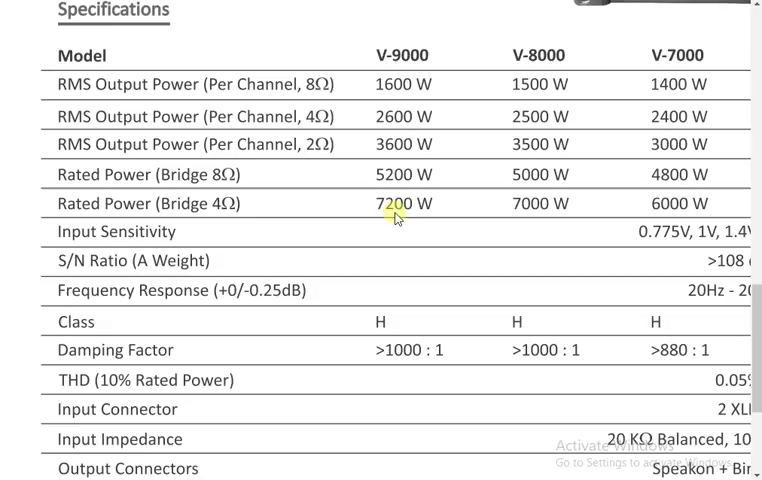 Specifications
Model V-9000 V-8000 V-7000
RMS Output Power (Per Channel, 8Ω) 1600 W 1500 W 1400 W
RMS Output Power (Per Channel, 4Ω) 2600 W 2500 W 2400 W
RMS Output Power (Per Channel, 2Ω) 3600 W 3500 W 3000 W
Rated Power (Bridge 8Ω) 5200 W 5000 W 4800 W
Rated Power (Bridge 4Ω) 7200 W 7000 W 6000 W
Input Sensitivity 0.775V, 1V, 1.4V
S/N Ratio (A Weight) >108
Frequency Response (+0/-0.25dB) 20Hz - 20
Class H H H
Damping Factor >1000 : 1 >1000 : 1 >880 : 1
THD (10% Rated Power) 0.05%
Input Connector 2 XL
Input Impedance 20 KΩ Balanced, 10
Activate Windows
Go to Settings to activate Windows.
Output Connectors Speakon + Bin